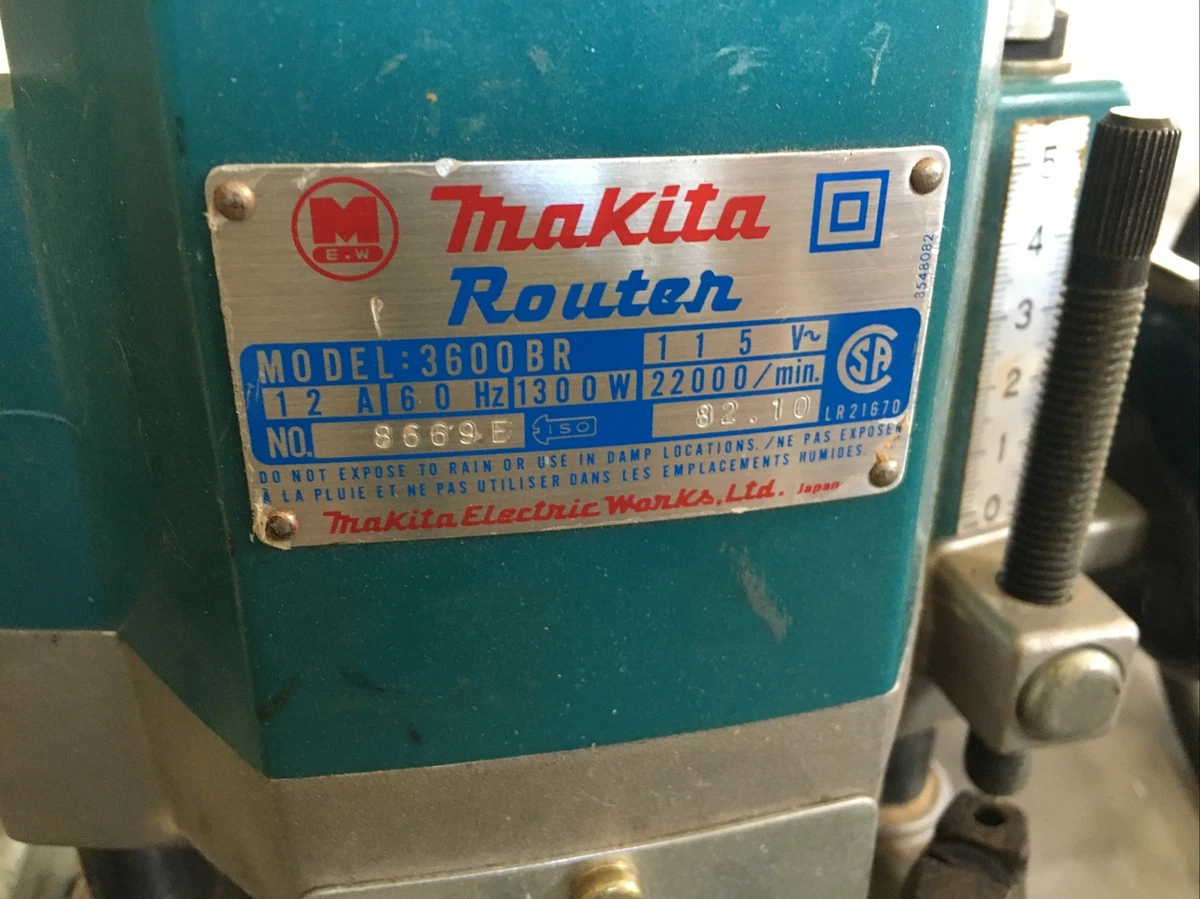 M
E.W
Makita
Router
8548082
MODEL:3600BR
115 V~
12 A
60 Hz
1300W
22000/min.
NO. 8669E
ISO
82.10
LR21670
DO NOT EXPOSE TO RAIN OR USE IN DAMP LOCATIONS./NE PAS EXPOSER
À LA PLUIE ET NE PAS UTILISER DANS LES EMPLACEMENTS HUMIDES.
Makita Electric Works, Ltd. Japan
SA
5
4
3
2
1
0